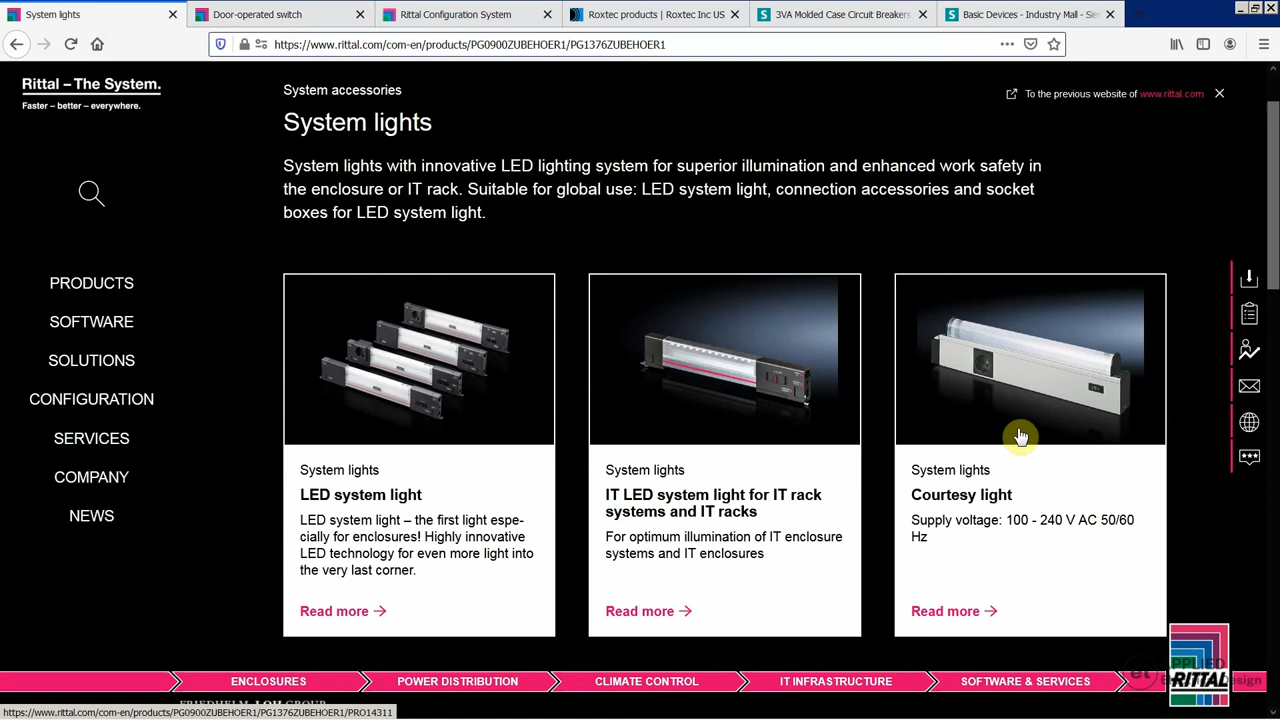 System lights
Door-operated switch
Rittal Configuration System
Roxtec products | Roxtec Inc US
3VA Molded Case Circuit Breakers
Basic Devices - Industry Mall - Sie
https://www.rittal.com/com-en/products/PG0900ZUBEHOER1/PG1376ZUBEHOER1
Rittal – The System.
Faster – better – everywhere.
System accessories
To the previous website of www.rittal.com
System lights
System lights with innovative LED lighting system for superior illumination and enhanced work safety in
the enclosure or IT rack. Suitable for global use: LED system light, connection accessories and socket
boxes for LED system light.
PRODUCTS
SOFTWARE
SOLUTIONS
CONFIGURATION
SERVICES
COMPANY
NEWS
System lights
LED system light
LED system light – the first light espe-
cially for enclosures! Highly innovative
LED technology for even more light into
the very last corner.
Read more
System lights
IT LED system light for IT rack
systems and IT racks
For optimum illumination of IT enclosure
systems and IT enclosures
Read more
System lights
Courtesy light
Supply voltage: 100 - 240 V AC 50/60
Hz
Read more
ENCLOSURES
POWER DISTRIBUTION
CLIMATE CONTROL
IT INFRASTRUCTURE
SOFTWARE & SERVICES
RITTAL
https://www.rittal.com/com-en/products/PG0900ZUBEHOER1/PG1376ZUBEHOER1/PRO14311